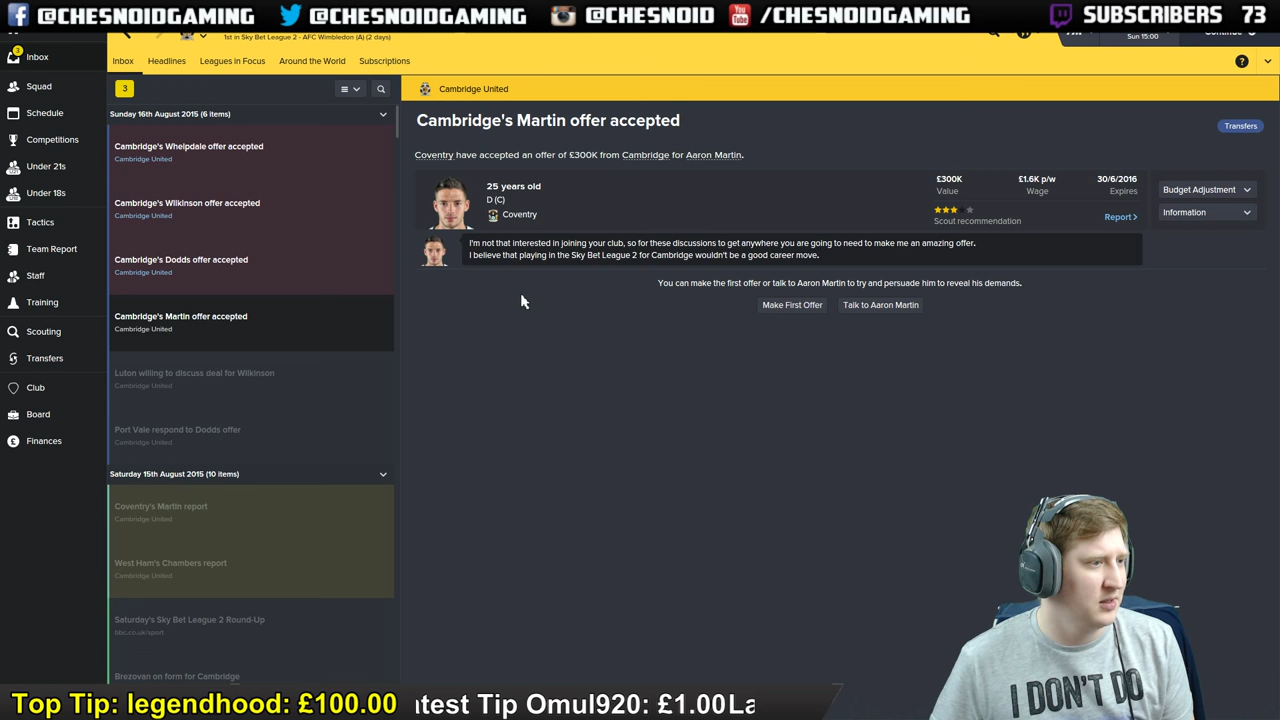 @CHESNOIDGAMING @CHESNOIDGAMING @CHESNOID /CHESNOIDGAMING SUBSCRIBERS 73
1st in Sky Bet League 2 - AFC Wimbledon (A) (2 days)
Sun 15:00
3
Inbox
Squad
Schedule
Competitions
Under 21s
Under 18s
Tactics
Team Report
Staff
Training
Scouting
Transfers
Club
Board
Finances
Inbox Headlines Leagues in Focus Around the World Subscriptions
3
Sunday 16th August 2015 (6 items)
Cambridge's Whelpdale offer accepted
Cambridge United
Cambridge's Wilkinson offer accepted
Cambridge United
Cambridge's Dodds offer accepted
Cambridge United
Cambridge's Martin offer accepted
Cambridge United
Luton willing to discuss deal for Wilkinson
Cambridge United
Port Vale respond to Dodds offer
Cambridge United
Saturday 15th August 2015 (10 items)
Coventry's Martin report
Cambridge United
West Ham's Chambers report
Cambridge United
Saturday's Sky Bet League 2 Round-Up
bbc.co.uk/sport
Brezovan on form for Cambridge
?
Cambridge United
Cambridge's Martin offer accepted
Transfers
Coventry have accepted an offer of £300K from Cambridge for Aaron Martin.
25 years old
D (C)
Coventry
£300K
Value
£1.6K p/w
Wage
30/6/2016
Expires
Scout recommendation
Report
Budget Adjustment
Information
I'm not that interested in joining your club, so for these discussions to get anywhere you are going to need to make me an amazing offer.
I believe that playing in the Sky Bet League 2 for Cambridge wouldn't be a good career move.
You can make the first offer or talk to Aaron Martin to try and persuade him to reveal his demands.
Make First Offer Talk to Aaron Martin
I DON'T DO
Top Tip: legendhood: £100.00 atest Tip Omul920: £1.00La